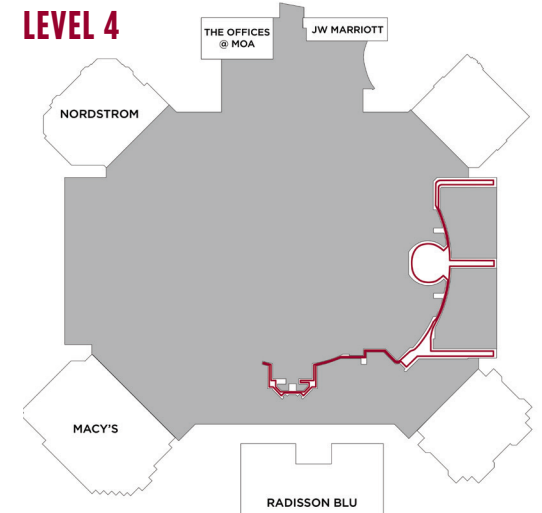 LEVEL 4
THE OFFICES
@ MOA
JW MARRIOTT
NORDSTROM
MACY'S
RADISSON BLU